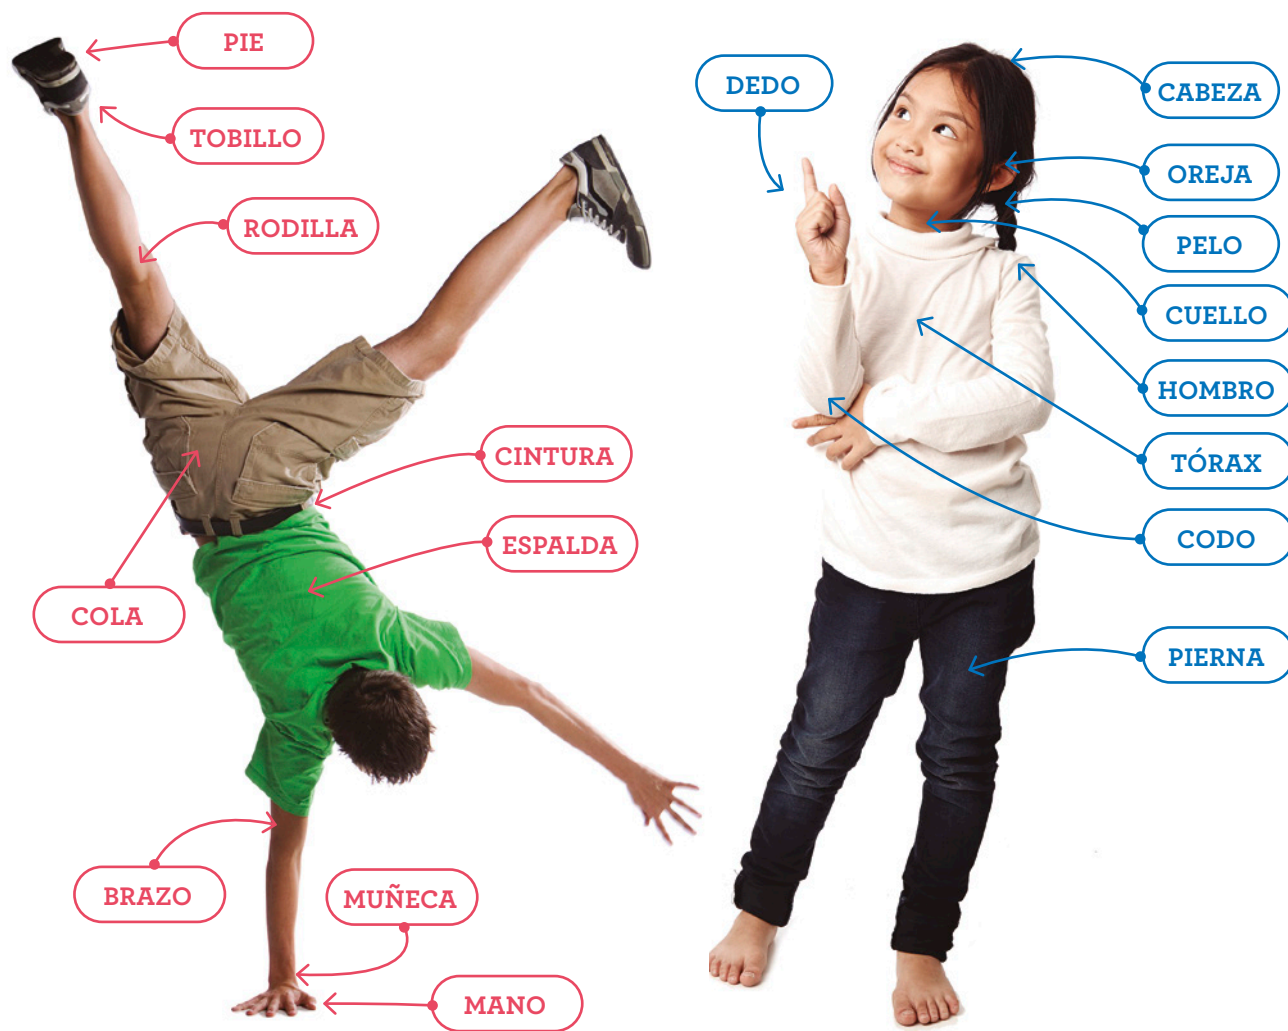 PIE
TOBILLO
RODILLA
CINTURA
ESPALDA
COLA
BRAZO
MUÑECA
MANO
DEDO
CABEZA
OREJA
PELO
CUELLO
HOMBRO
TÓRAX
CODO
PIERNA